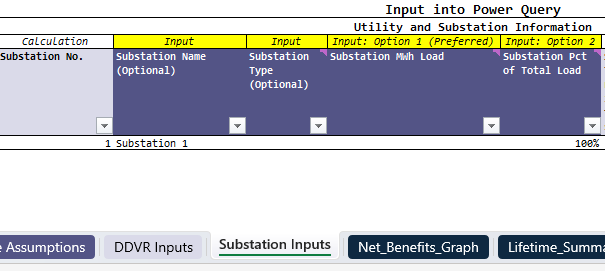 Input into Power Query
Utility and Substation Information
Calculation Input Input Input: Option 1 (Preferred) Input: Option 2
Substation No. Substation Name Substation Substation MWh Load Substation Pct
(Optional) Type of Total Load
(Optional)
1 Substation 1 100%
Assumptions DDVR Inputs Substation Inputs Net_Benefits_Graph Lifetime_Summa